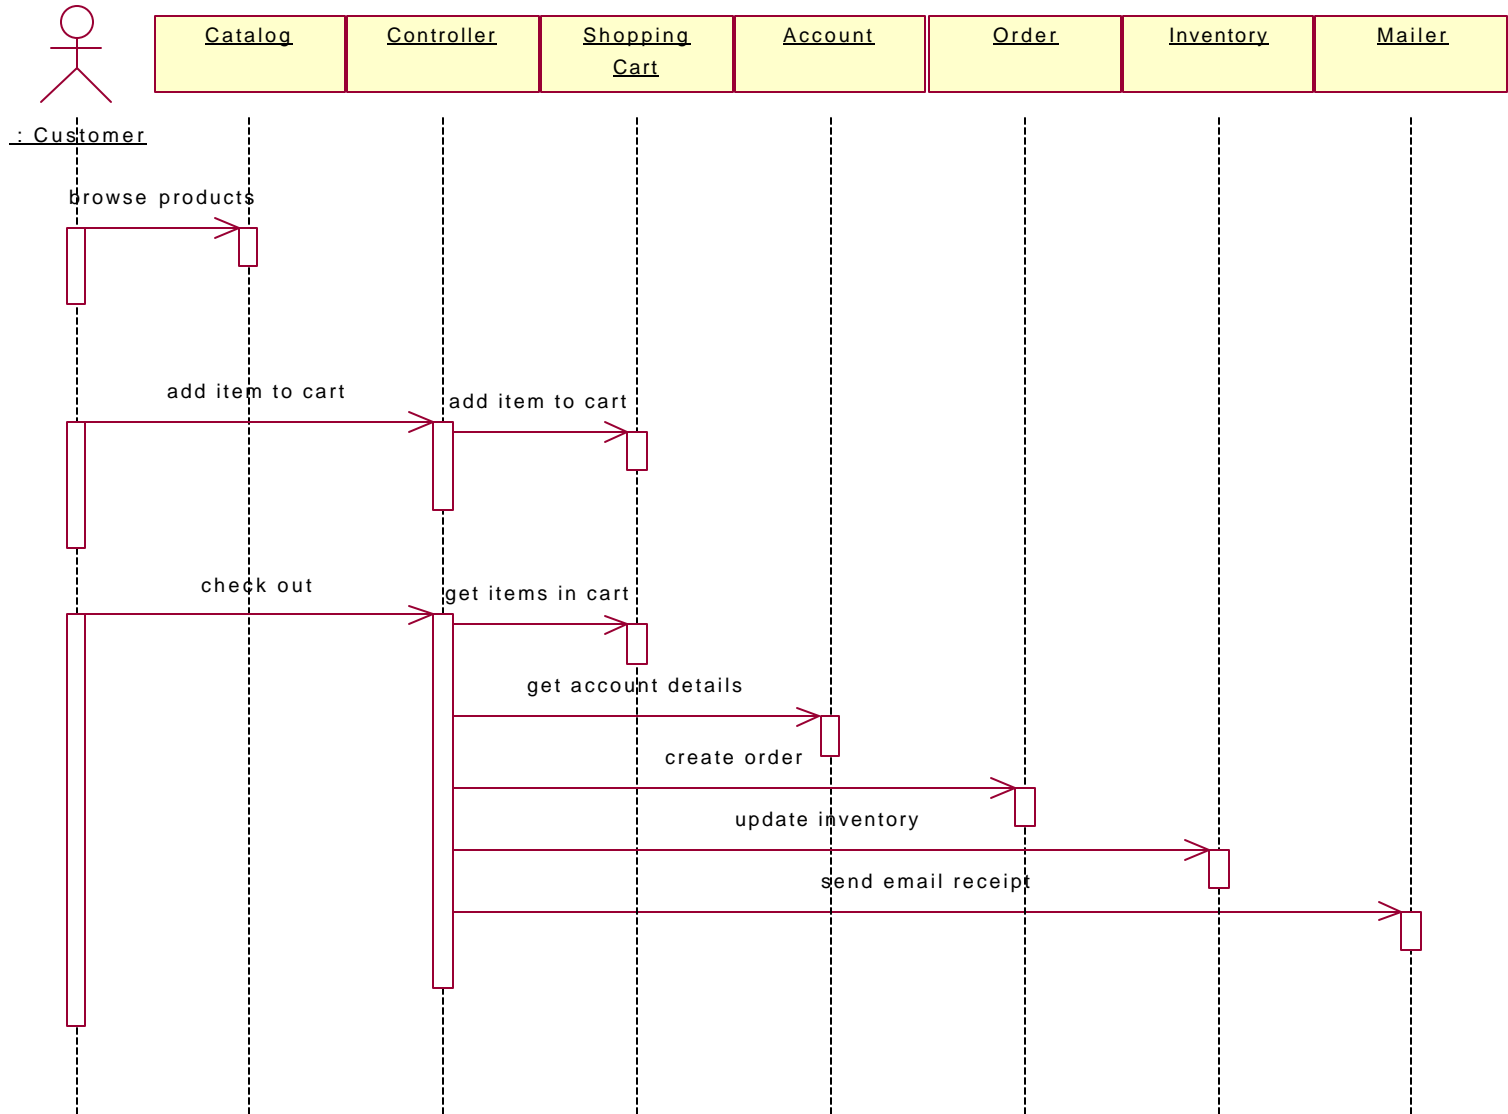 Catalog
Controller
Shopping
Cart
Account
Order
Inventory
Mailer
: Customer
browse products
add item to cart
add item to cart
check out
get items in cart
get account details
create order
update inventory
send email receipt